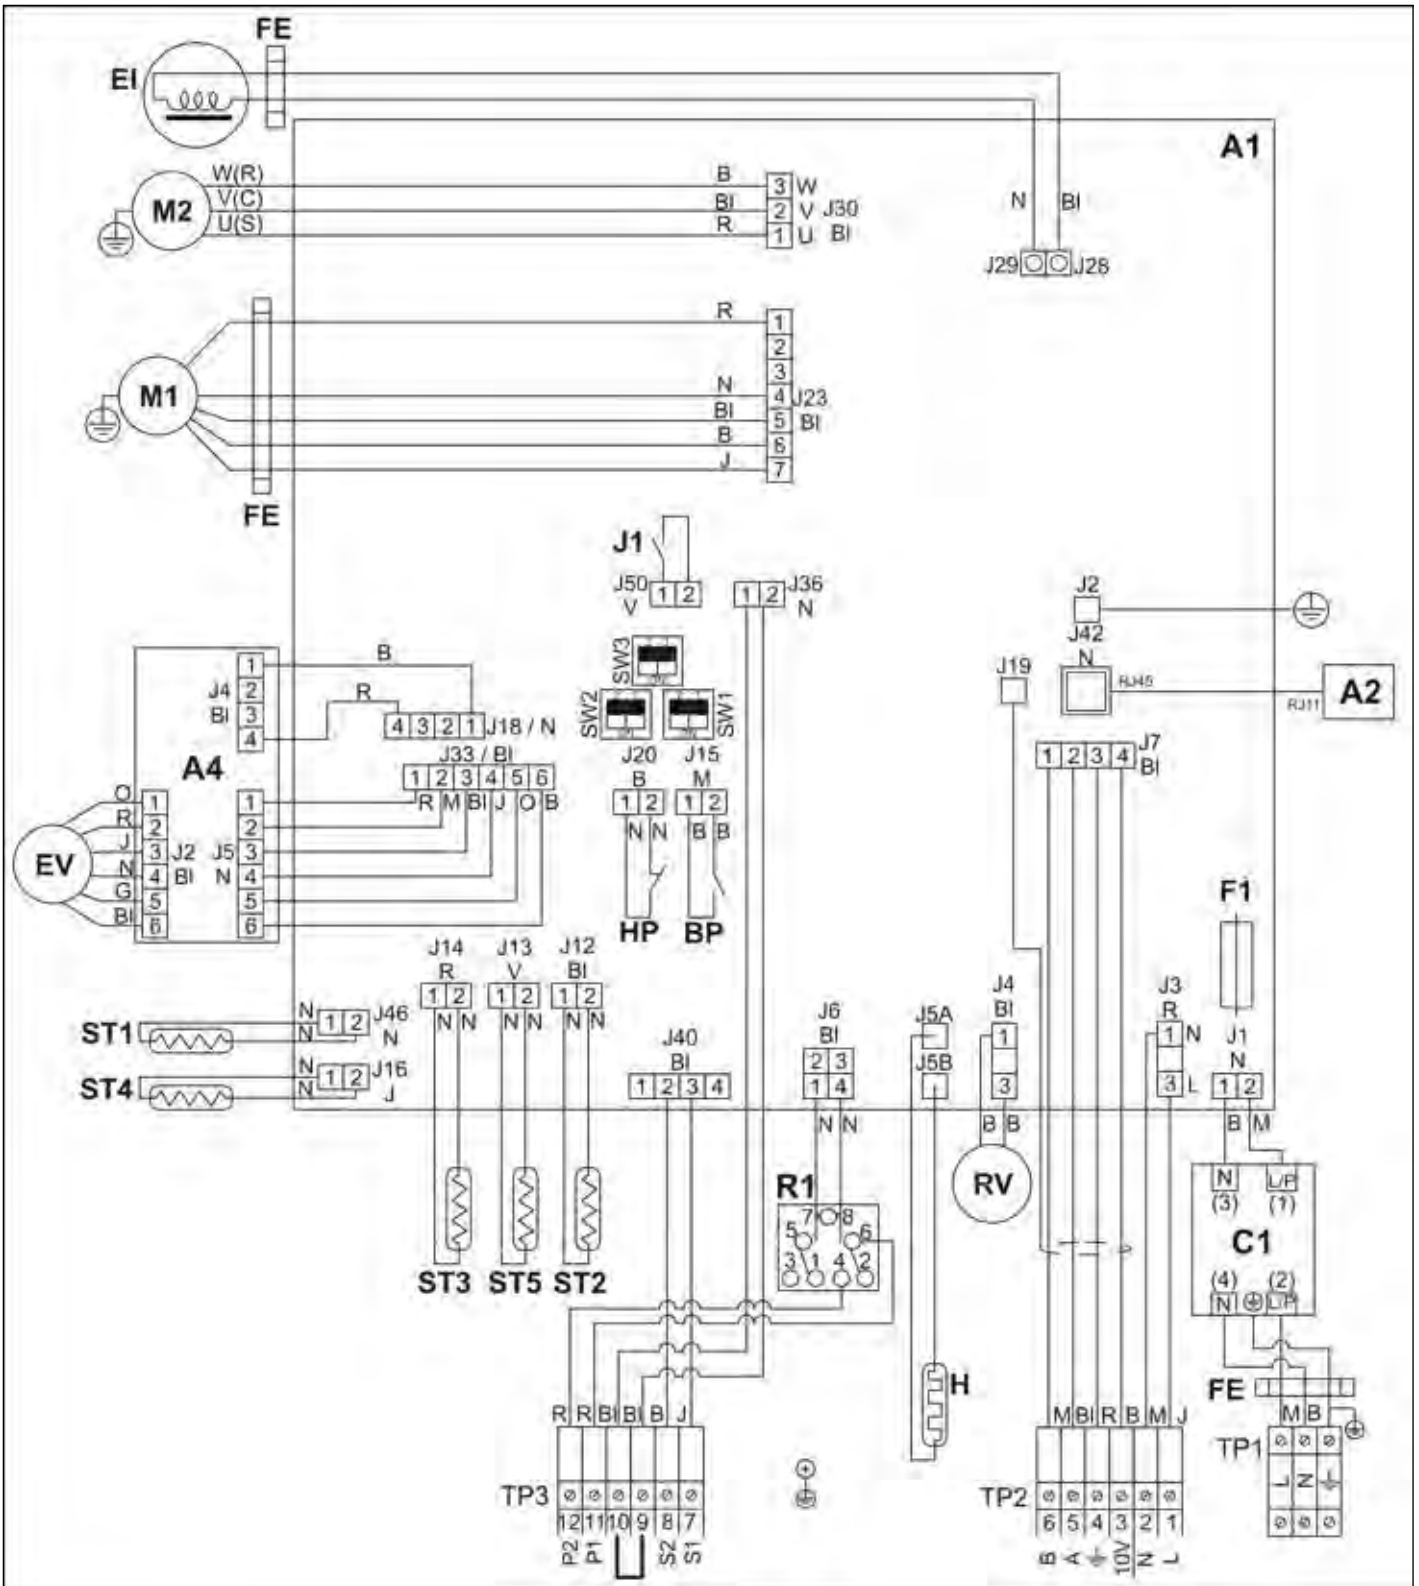 FE
EI
A1
W(R) B 3 W
V(C) Bl 2 V J30
M2
U(S) R 1 U Bl
N Bl
J29 J28
R 1
2
3
M1 N 4 J23
Bl 5 Bl
B 6
J 7
FE
J1
J50 1 2
V
1 2 J36
N
J2
J42
N
J19
RJ45
RJ11 A2
SW3
SW2 SW1
B
R
1
J4 2
Bl 3
4
4 3 2 1 J18 / N
J33 / Bl
1 2 3 4 5 6
R M Bl J O B
A4
J20 J15
B M
1 2 1 2
N N B B
HP BP
1 2 3 4 J7
Bl
O 1 1
R 2 2
J 3 J2 J5 3
EV
N 4 Bl N 4
G 5 5
Bl 6 6
F1
J14 J13 J12
R V Bl
1 2 1 2 1 2
N N N N N N
ST1 N N 1 2 J46
N
ST4 N N 1 2 J16
J
J40
Bl
1 2 3 4
J6
Bl
2 3
1 4
N N
J5A
J5B
J4
Bl
1
3
B B
RV
J3
R
1 N
3 L
J1
N
1 2
B M
N L/P
(3) (1)
C1
(4) (2)
N L/P
R1
7 8
5 6
3 1 4 2
ST3 ST5 ST2
H
FE
M B
TP1
L N
R R Bl Bl B J
TP3
12 11 10 9 8 7
P2 P1 S2 S1
M Bl R B M J
TP2
6 5 4 3 2 1
B A 10V N L